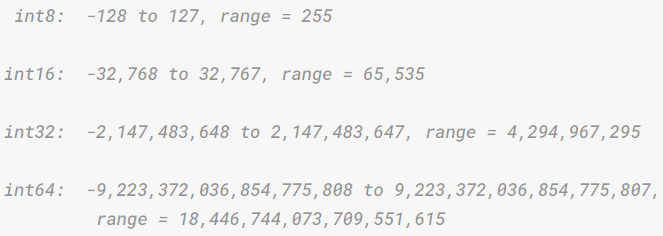 int8: -128 to 127, range = 255
int16: -32,768 to 32,767, range = 65,535
int32: -2,147,483,648 to 2,147,483,647, range = 4,294,967,295
int64: -9,223,372,036,854,775,808 to 9,223,372,036,854,775,807,
range = 18,446,744,073,709,551,615